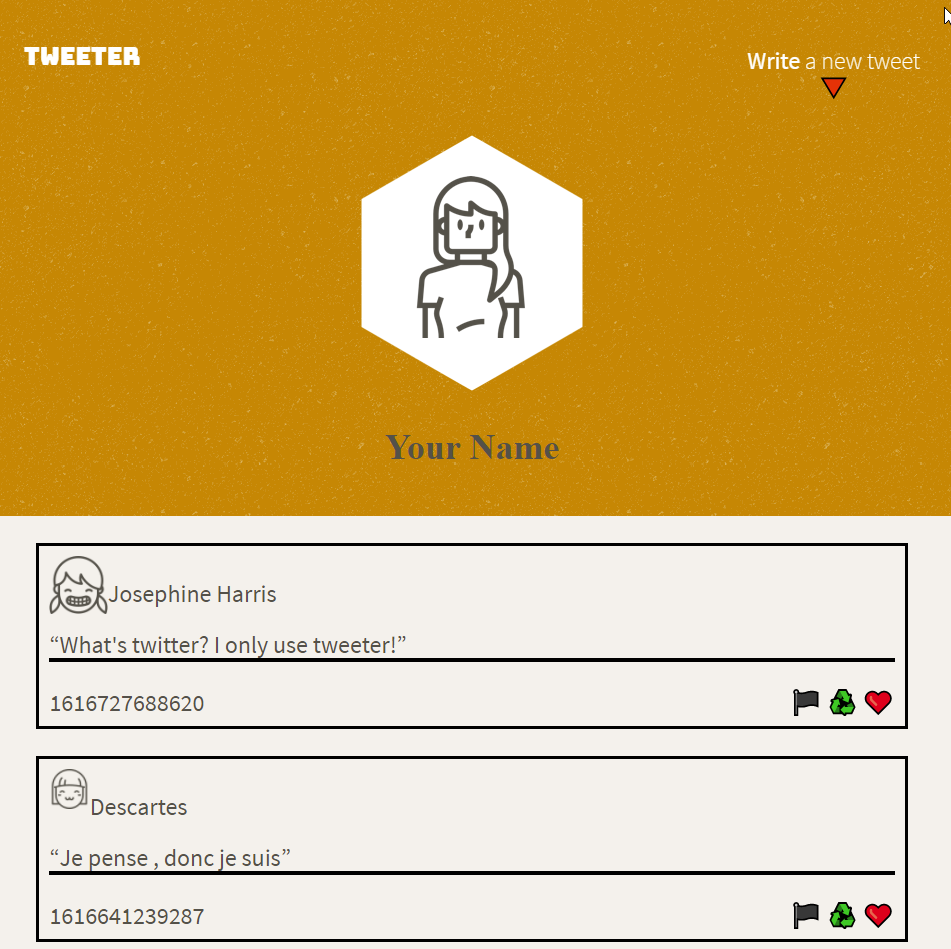 TWEETER
Write a new tweet
Your Name
Josephine Harris
“What's twitter? I only use tweeter!”
1616727688620
Descartes
“Je pense , donc je suis”
1616641239287